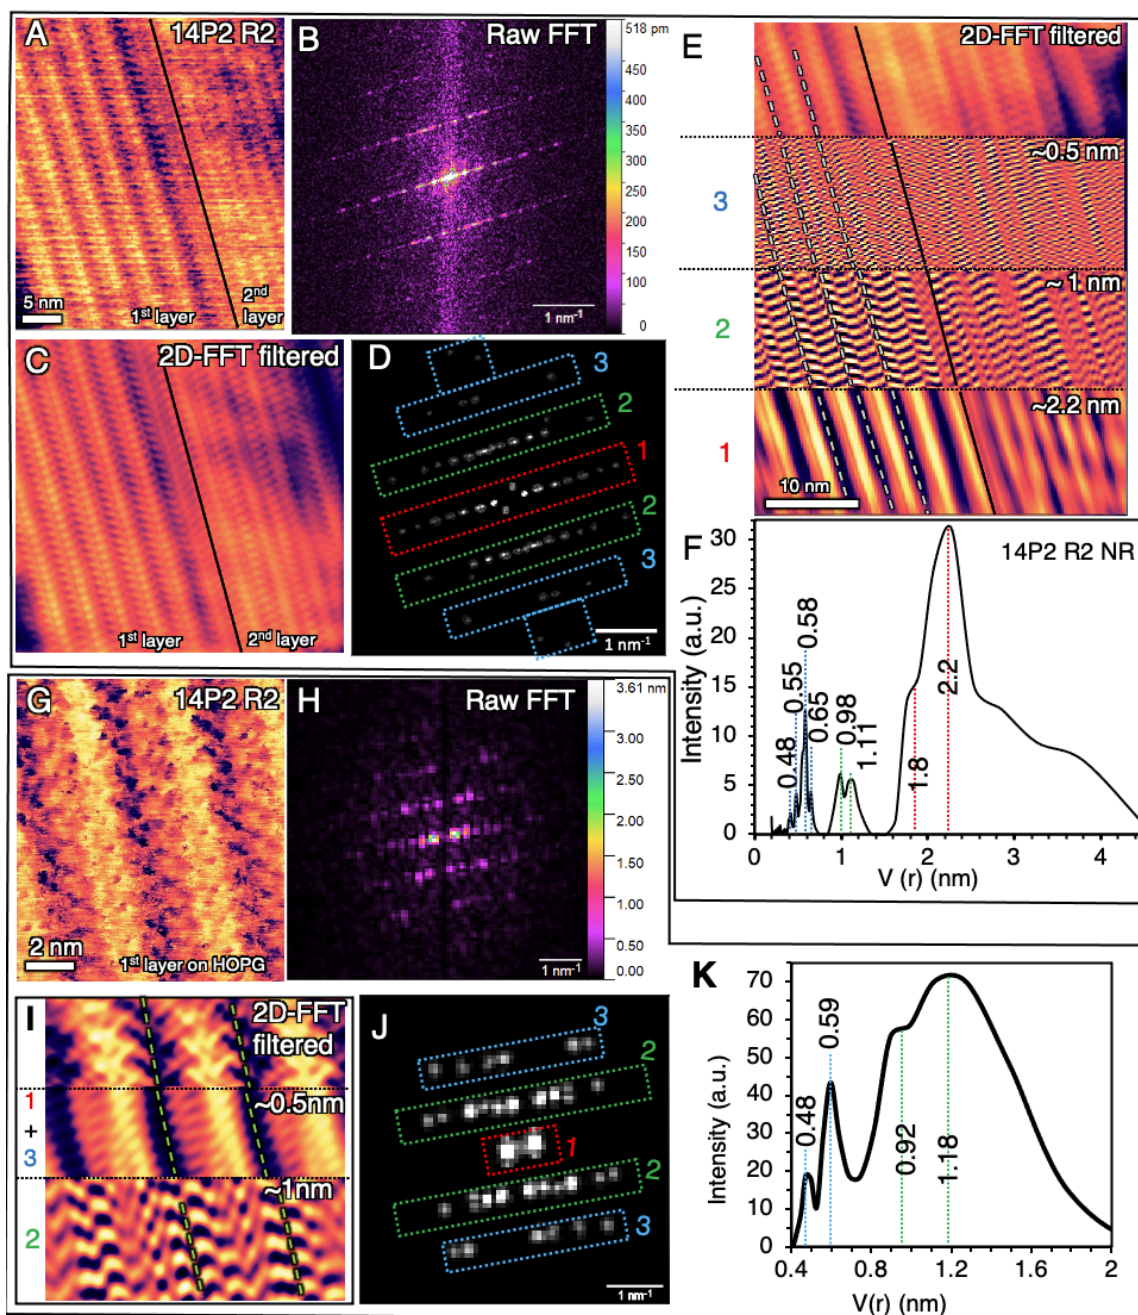 A
14P2 R2
5 nm
1st layer
2nd layer
B
Raw FFT
1 nm-1
518 pm
450
400
350
300
250
200
150
100
50
0
C
2D-FFT filtered
1st layer
2nd layer
D
3
2
1
2
3
1 nm-1
E
2D-FFT filtered
~0.5 nm
3
~ 1 nm
2
~2.2 nm
1
10 nm
F
14P2 R2 NR
Intensity (a.u.)
30
25
20
15
10
5
0
0.48
0.55
0.58
0.65
0.98
1.11
1.8
2.2
0
1
2
3
4
V (r) (nm)
G
14P2 R2
2 nm
1st layer on HOPG
H
Raw FFT
1 nm-1
3.61 nm
3.00
2.50
2.00
1.50
1.00
0.50
0.00
I
2D-FFT
filtered
1
+
3
~0.5nm
~1nm
2
J
3
2
1
2
3
1 nm-1
K
Intensity (a.u.)
70
60
50
40
30
20
10
0
0.48
0.59
0.92
1.18
0.4
0.8
1.2
1.6
2
V(r) (nm)